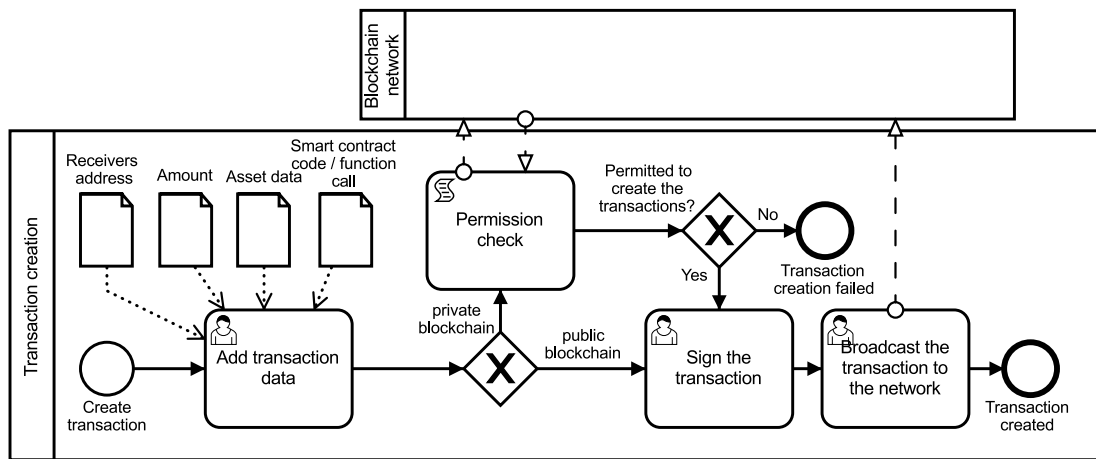 Blockchain
network
Transaction creation
Receivers
address
Amount
Asset data
Smart contract
code / function
call
Permission
check
Permitted to
create the
transactions?
No
Transaction
creation failed
Yes
private
blockchain
public
blockchain
Create
transaction
Add transaction
data
Sign the
transaction
Broadcast the
transaction to
the network
Transaction
created